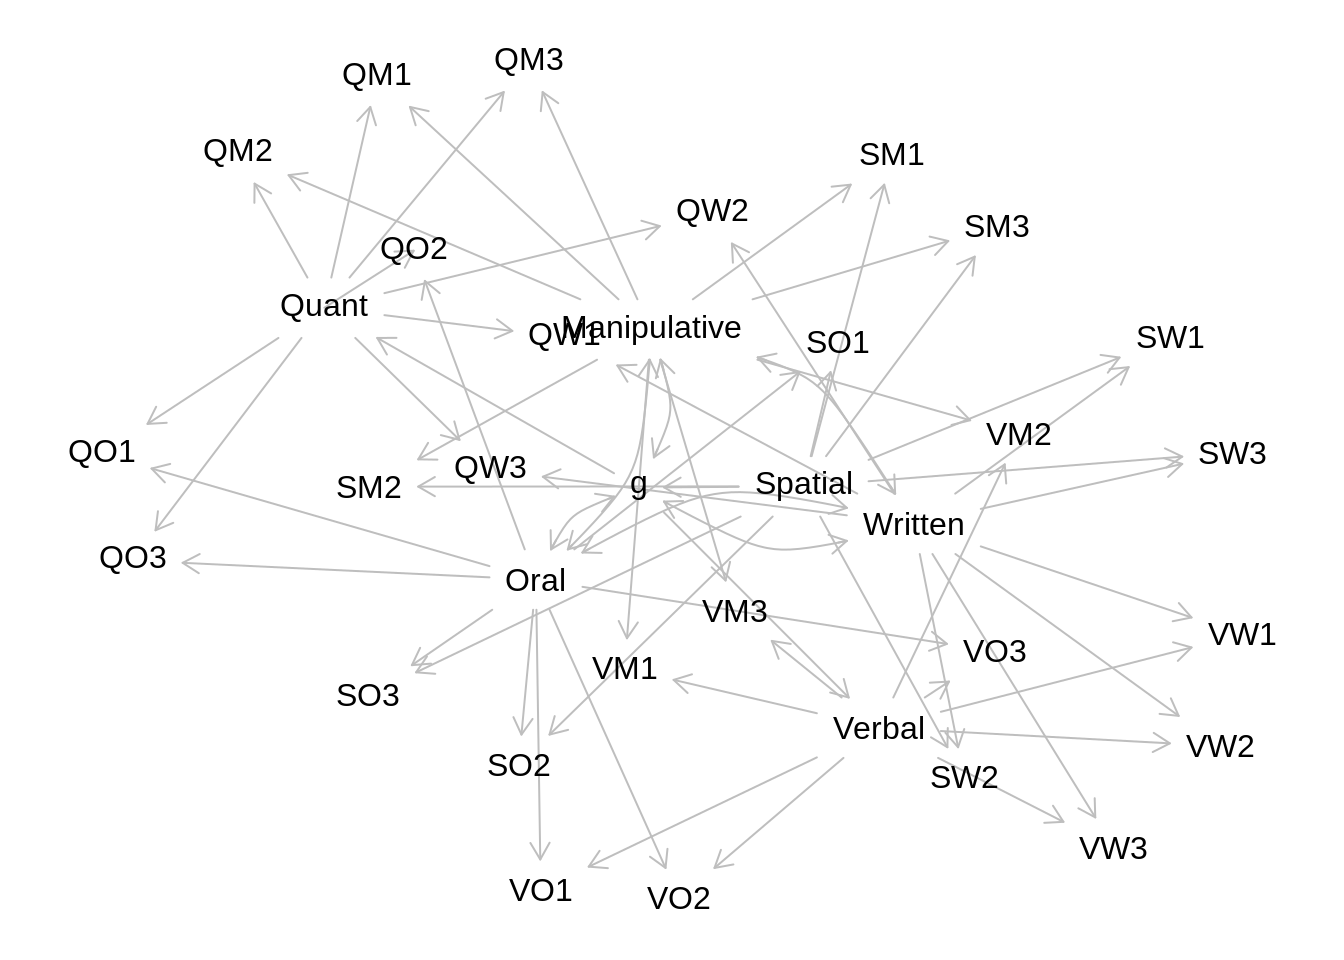 QM3
QM1
QM2
SM1
QW2
SM3
QO2
Quant
Manipulative
QW1
SO1
SW1
VM2
QO1
SW3
QW3
g
Spatial
SM2
Written
QO3
Oral
VM3
VW1
VO3
VM1
SO3
Verbal
VW2
SO2
SW2
VW3
VO1
VO2